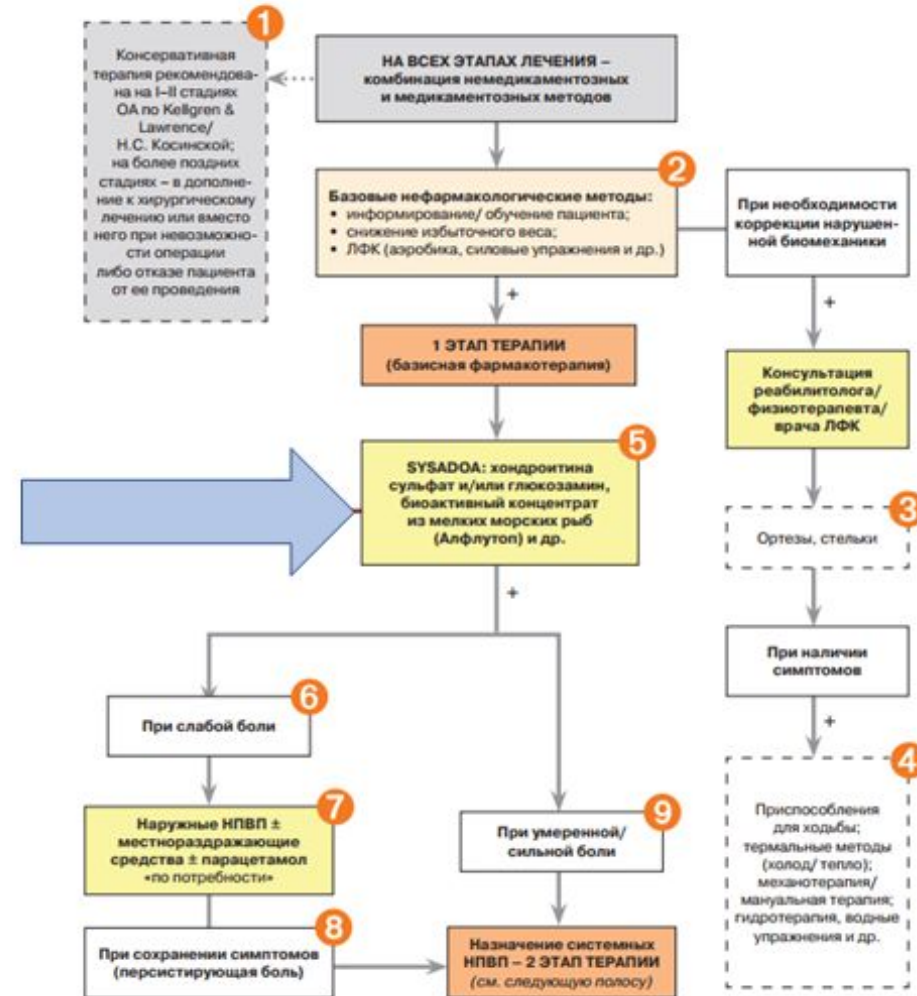 1
Консервативная
терапия рекомендова-
на на I–II стадиях
ОА по Kellgren &
Lawrence/
Н.С. Косинской;
на более поздних
стадиях – в дополне-
ние к хирургическому
лечению или вместо
него при невозможно-
сти операции
либо отказе пациента
от ее проведения
НА ВСЕХ ЭТАПАХ ЛЕЧЕНИЯ –
комбинация немедикаментозных
и медикаментозных методов
2
Базовые нефармакологические методы:
• информирование/ обучение пациента;
• снижение избыточного веса;
• ЛФК (аэробика, силовые упражнения и др.)
При необходимости
коррекции нарушен-
ной биомеханики
+
+
1 ЭТАП ТЕРАПИИ
(базисная фармакотерапия)
Консультация
реабилитолога/
физиотерапевта/
врача ЛФК
5
SYSADOA: хондроитина
сульфат и/или глюкозамин,
биоактивный концентрат
из мелких морских рыб
(Алфлутоп) и др.
3
Ортезы, стельки
+
При наличии
симптомов
+
6
При слабой боли
4
Приспособления
для ходьбы;
термальные методы
(холод/ тепло);
механотерапия/
мануальная терапия;
гидротерапия, водные
упражнения и др.
7
Наружные НПВП ±
местнораздражающие
средства ± парацетамол
«по потребности»
9
При умеренной/
сильной боли
8
При сохранении симптомов
(персистирующая боль)
Назначение системных
НПВП – 2 ЭТАП ТЕРАПИИ
(см. следующую полосу)